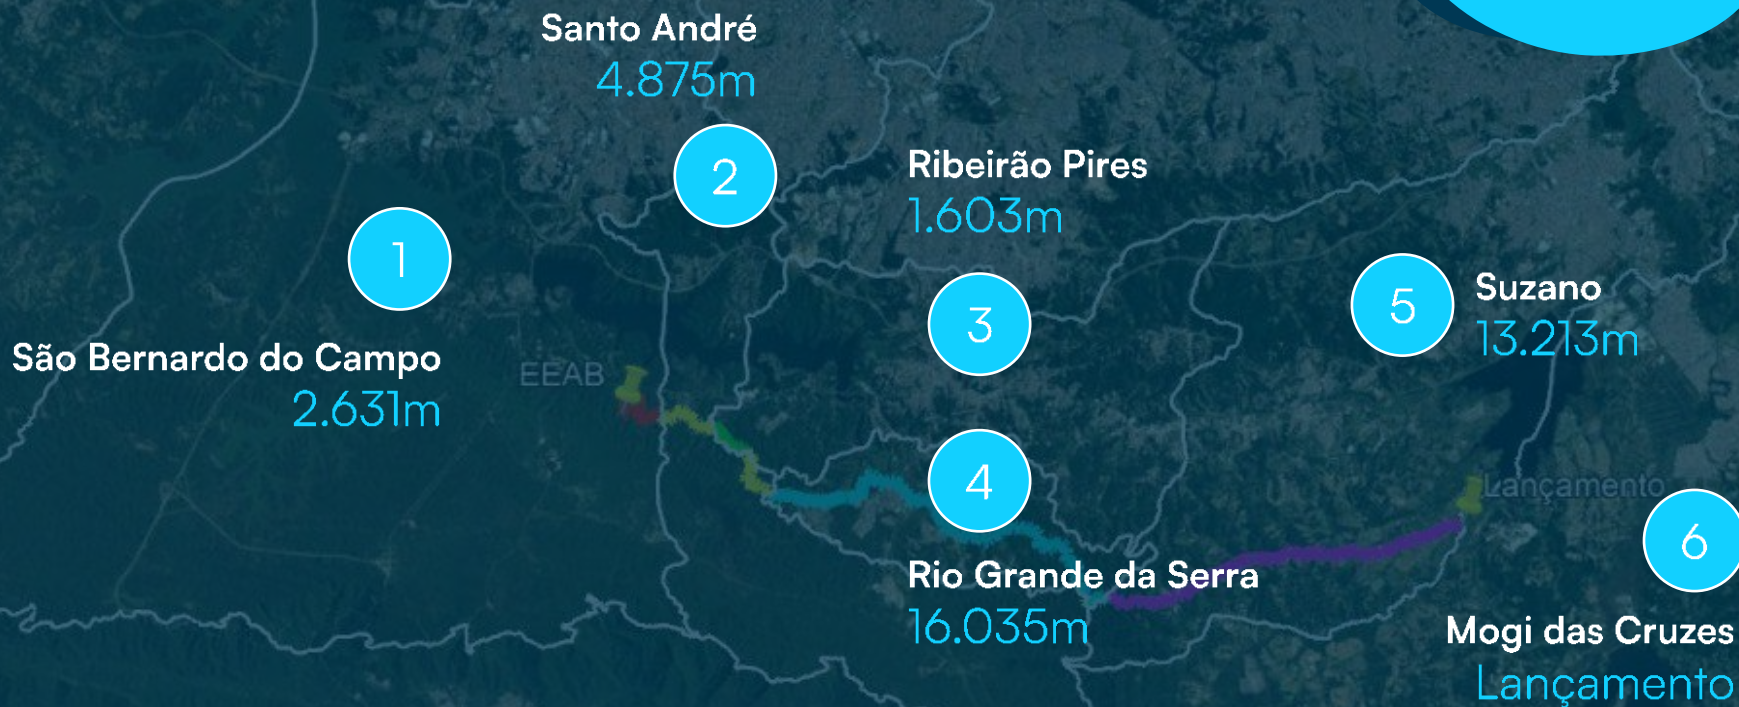 Santo André
4.875m
2
Ribeirão Pires
1.603m
1
3
5
Suzano
13.213m
São Bernardo do Campo
2.631m
EEAB
4
Lançamento
6
Rio Grande da Serra
16.035m
Mogi das Cruzes
Lançamento